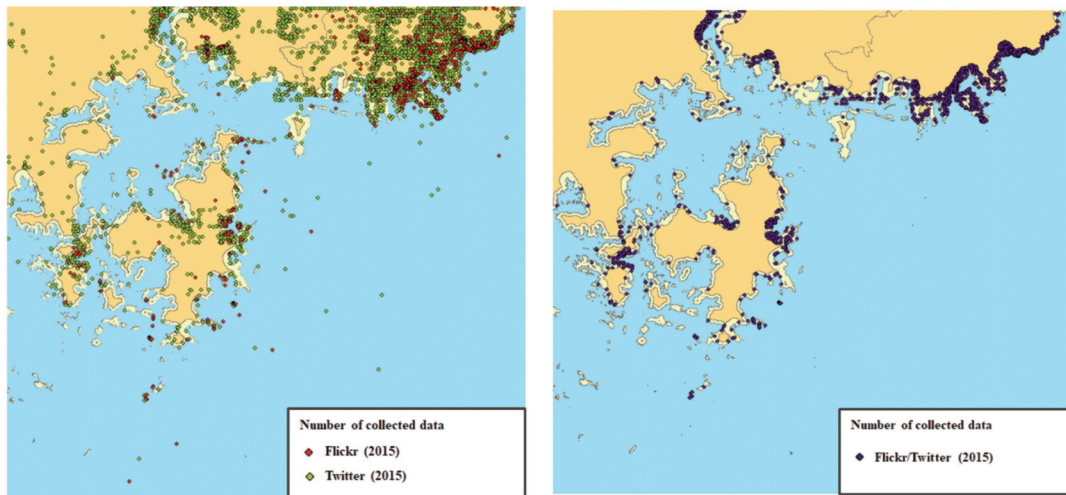 Number of collected data
Flickr (2015)
Twitter (2015)
Number of collected data
Flickr/Twitter (2015)